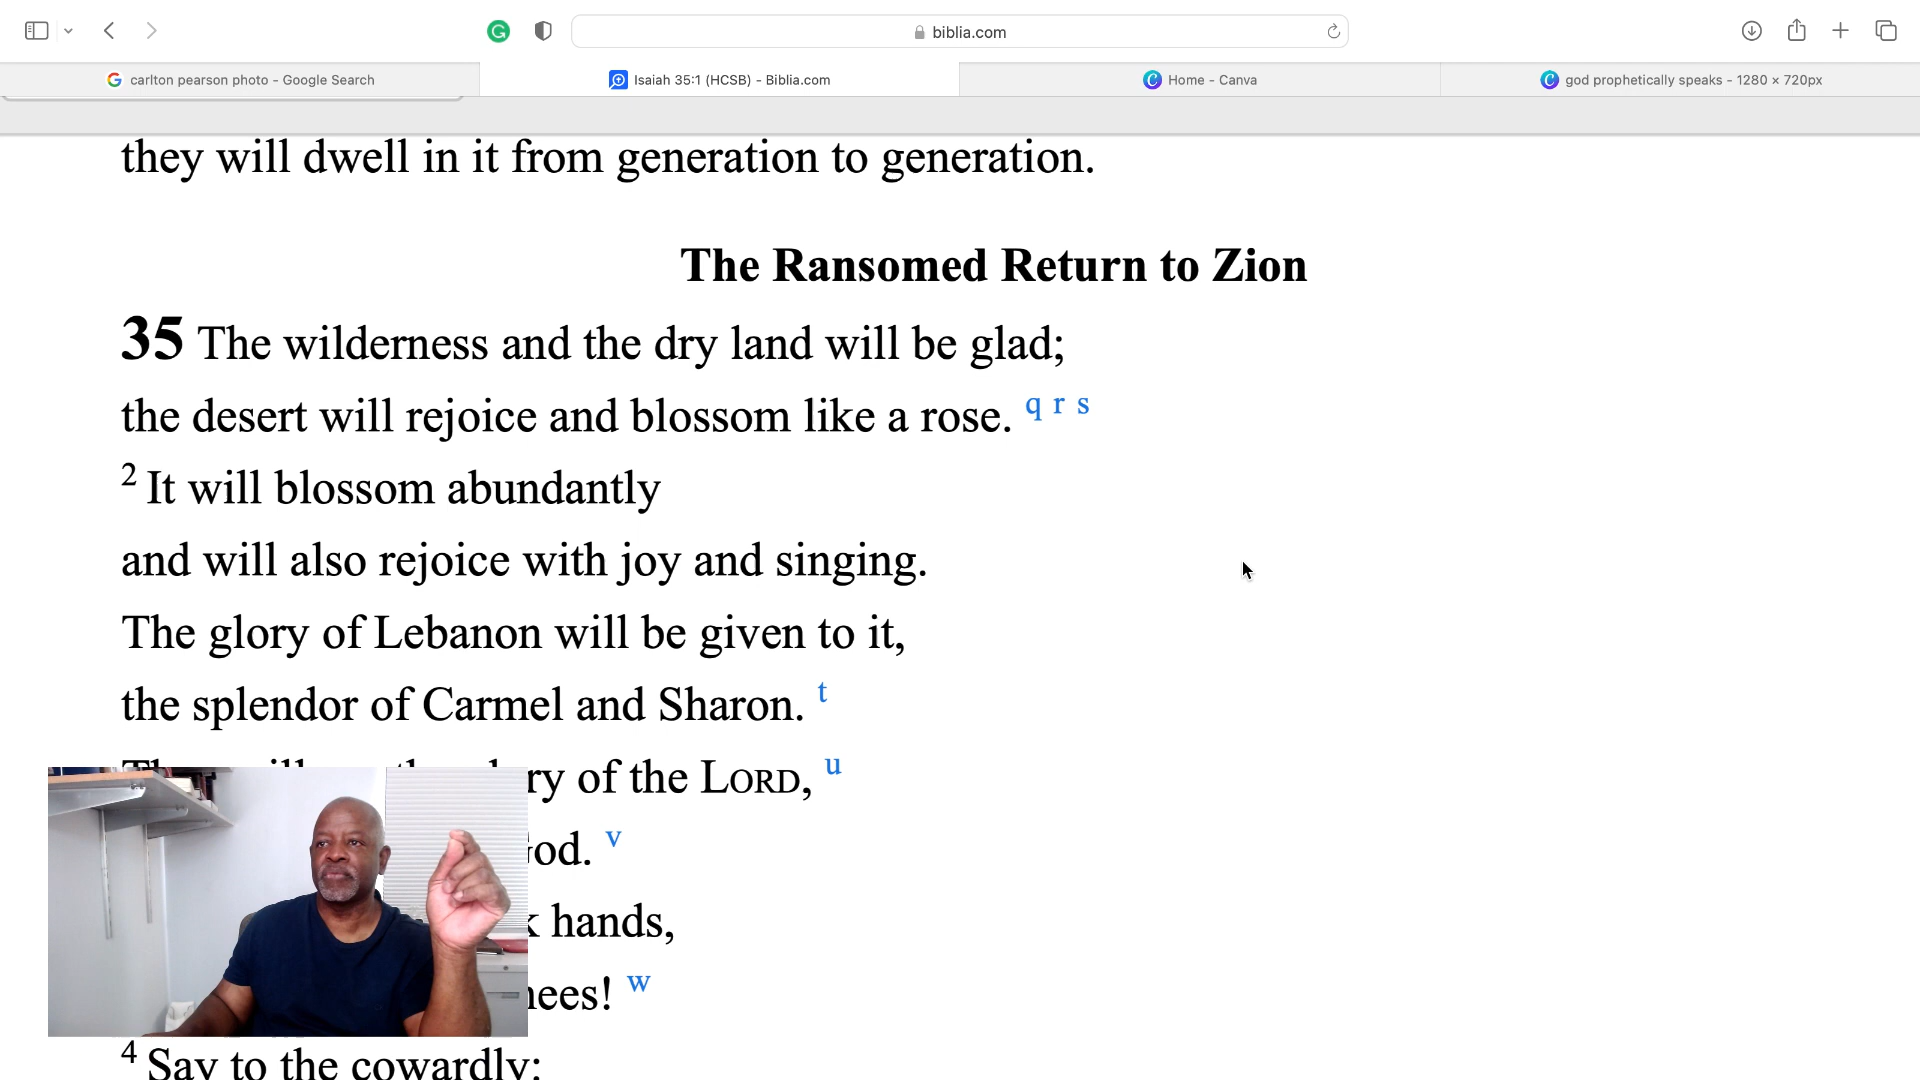 biblia.com
carlton pearson photo - Google Search
Isaiah 35:1 (HCSB) - Biblia.com
Home - Canva
god prophetically speaks - 1280 × 720px
they will dwell in it from generation to generation.
The Ransomed Return to Zion
35 The wilderness and the dry land will be glad;
the desert will rejoice and blossom like a rose. q r s
2 It will blossom abundantly
and will also rejoice with joy and singing.
The glory of Lebanon will be given to it,
the splendor of Carmel and Sharon. t
of the LORD, u
v
hands,
w
4 Say to the cowardly: